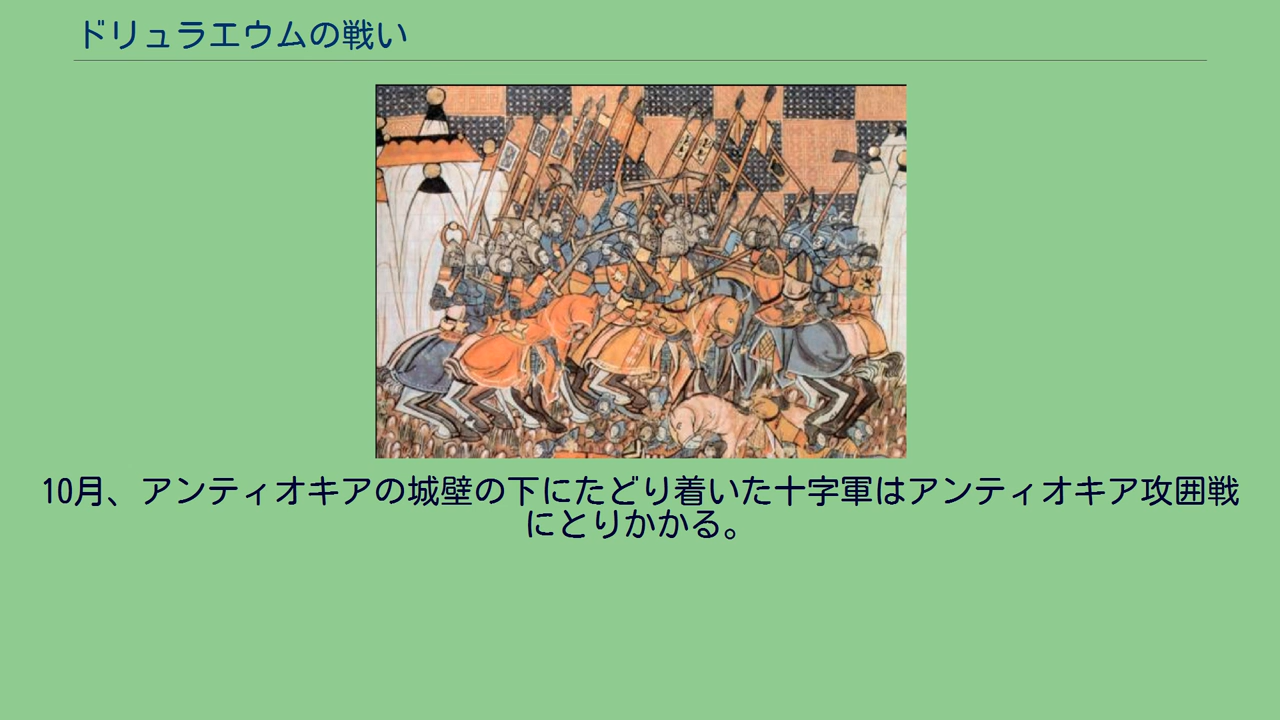 ドリュラエウムの戦い
10月、アンティオキアの城壁の下にたどり着いた十字軍はアンティオキア攻囲戦
にとりかかる。